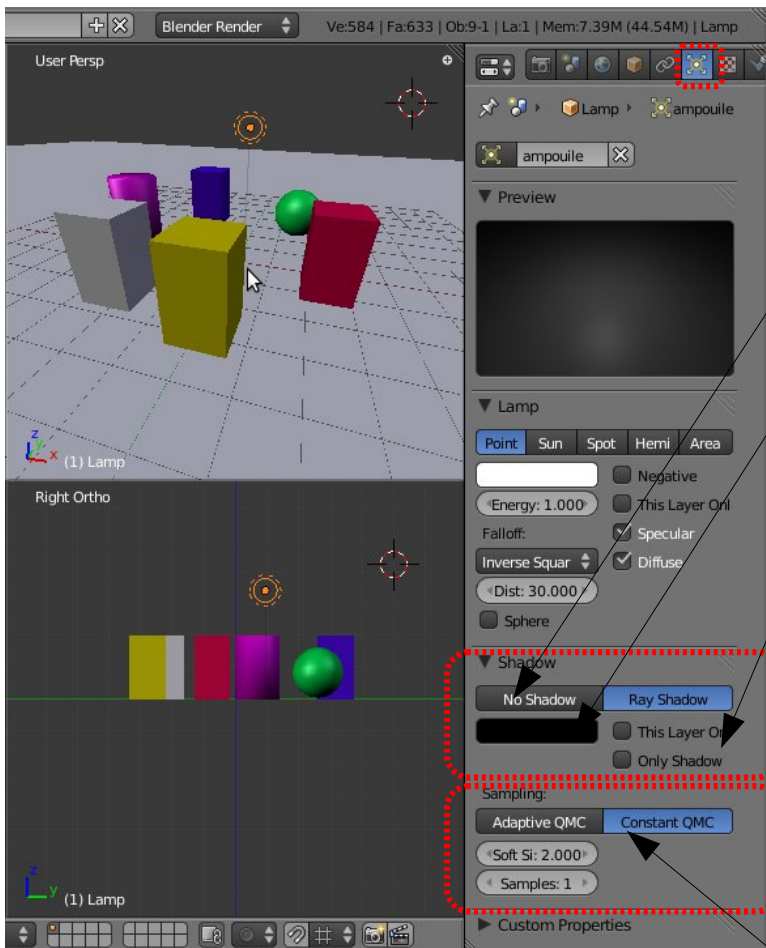 Blender Render
Ve:584 | Fa:633 | Ob:9-1 | La:1 | Mem:7.39M (44.54M) | Lamp
User Persp
z
y
x
(1) Lamp
Right Ortho
z
y
(1) Lamp
Lamp
ampouile
ampouile
Preview
Lamp
Point Sun Spot Hemi Area
Negative
Energy: 1.000
This Layer Onl
Falloff:
Specular
Inverse Squar
Diffuse
Dist: 30.000
Sphere
Shadow
No Shadow Ray Shadow
This Layer On
Only Shadow
Sampling:
Adaptive QMC Constant QMC
Soft Si: 2.000
Samples: 1
Custom Properties